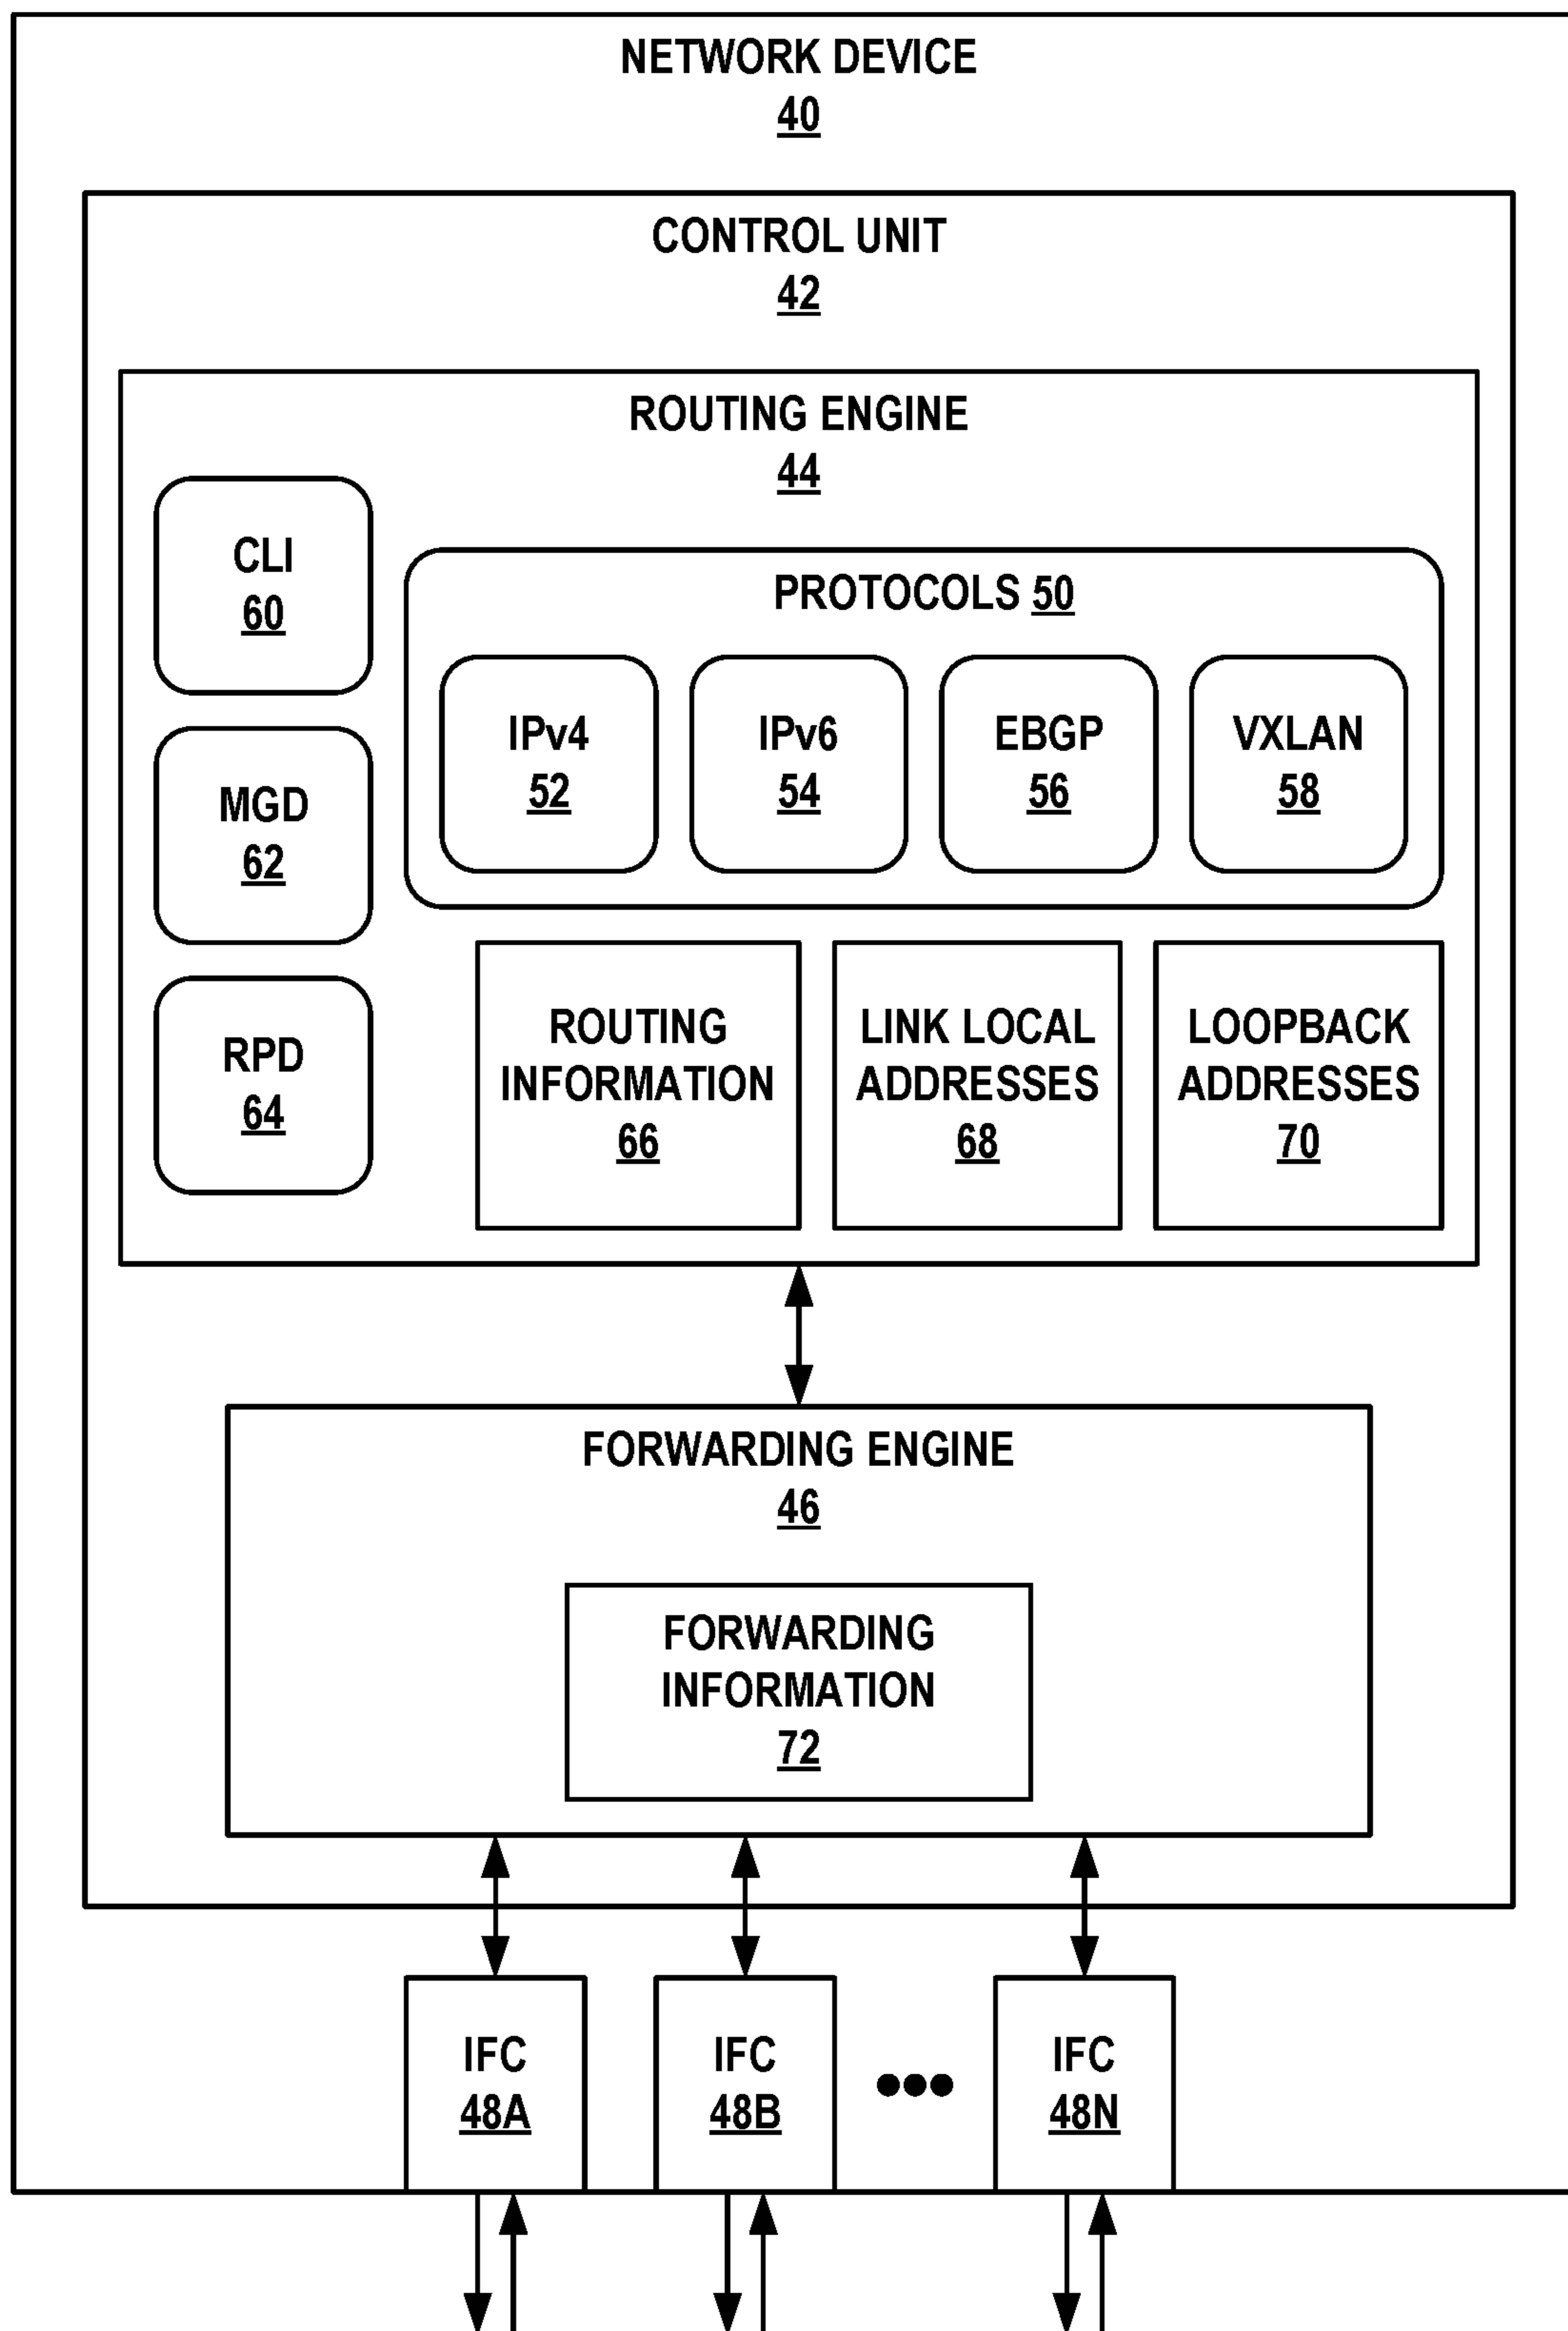 NETWORK DEVICE
40
CONTROL UNIT
42
ROUTING ENGINE
44
CLI
60
MGD
62
RPD
64
PROTOCOLS 50
IPv4
52
IPv6
54
EBGP
56
VXLAN
58
ROUTING
INFORMATION
66
LINK LOCAL
ADDRESSES
68
LOOPBACK
ADDRESSES
70
FORWARDING ENGINE
46
FORWARDING
INFORMATION
72
IFC
48A
IFC
48B
IFC
48N